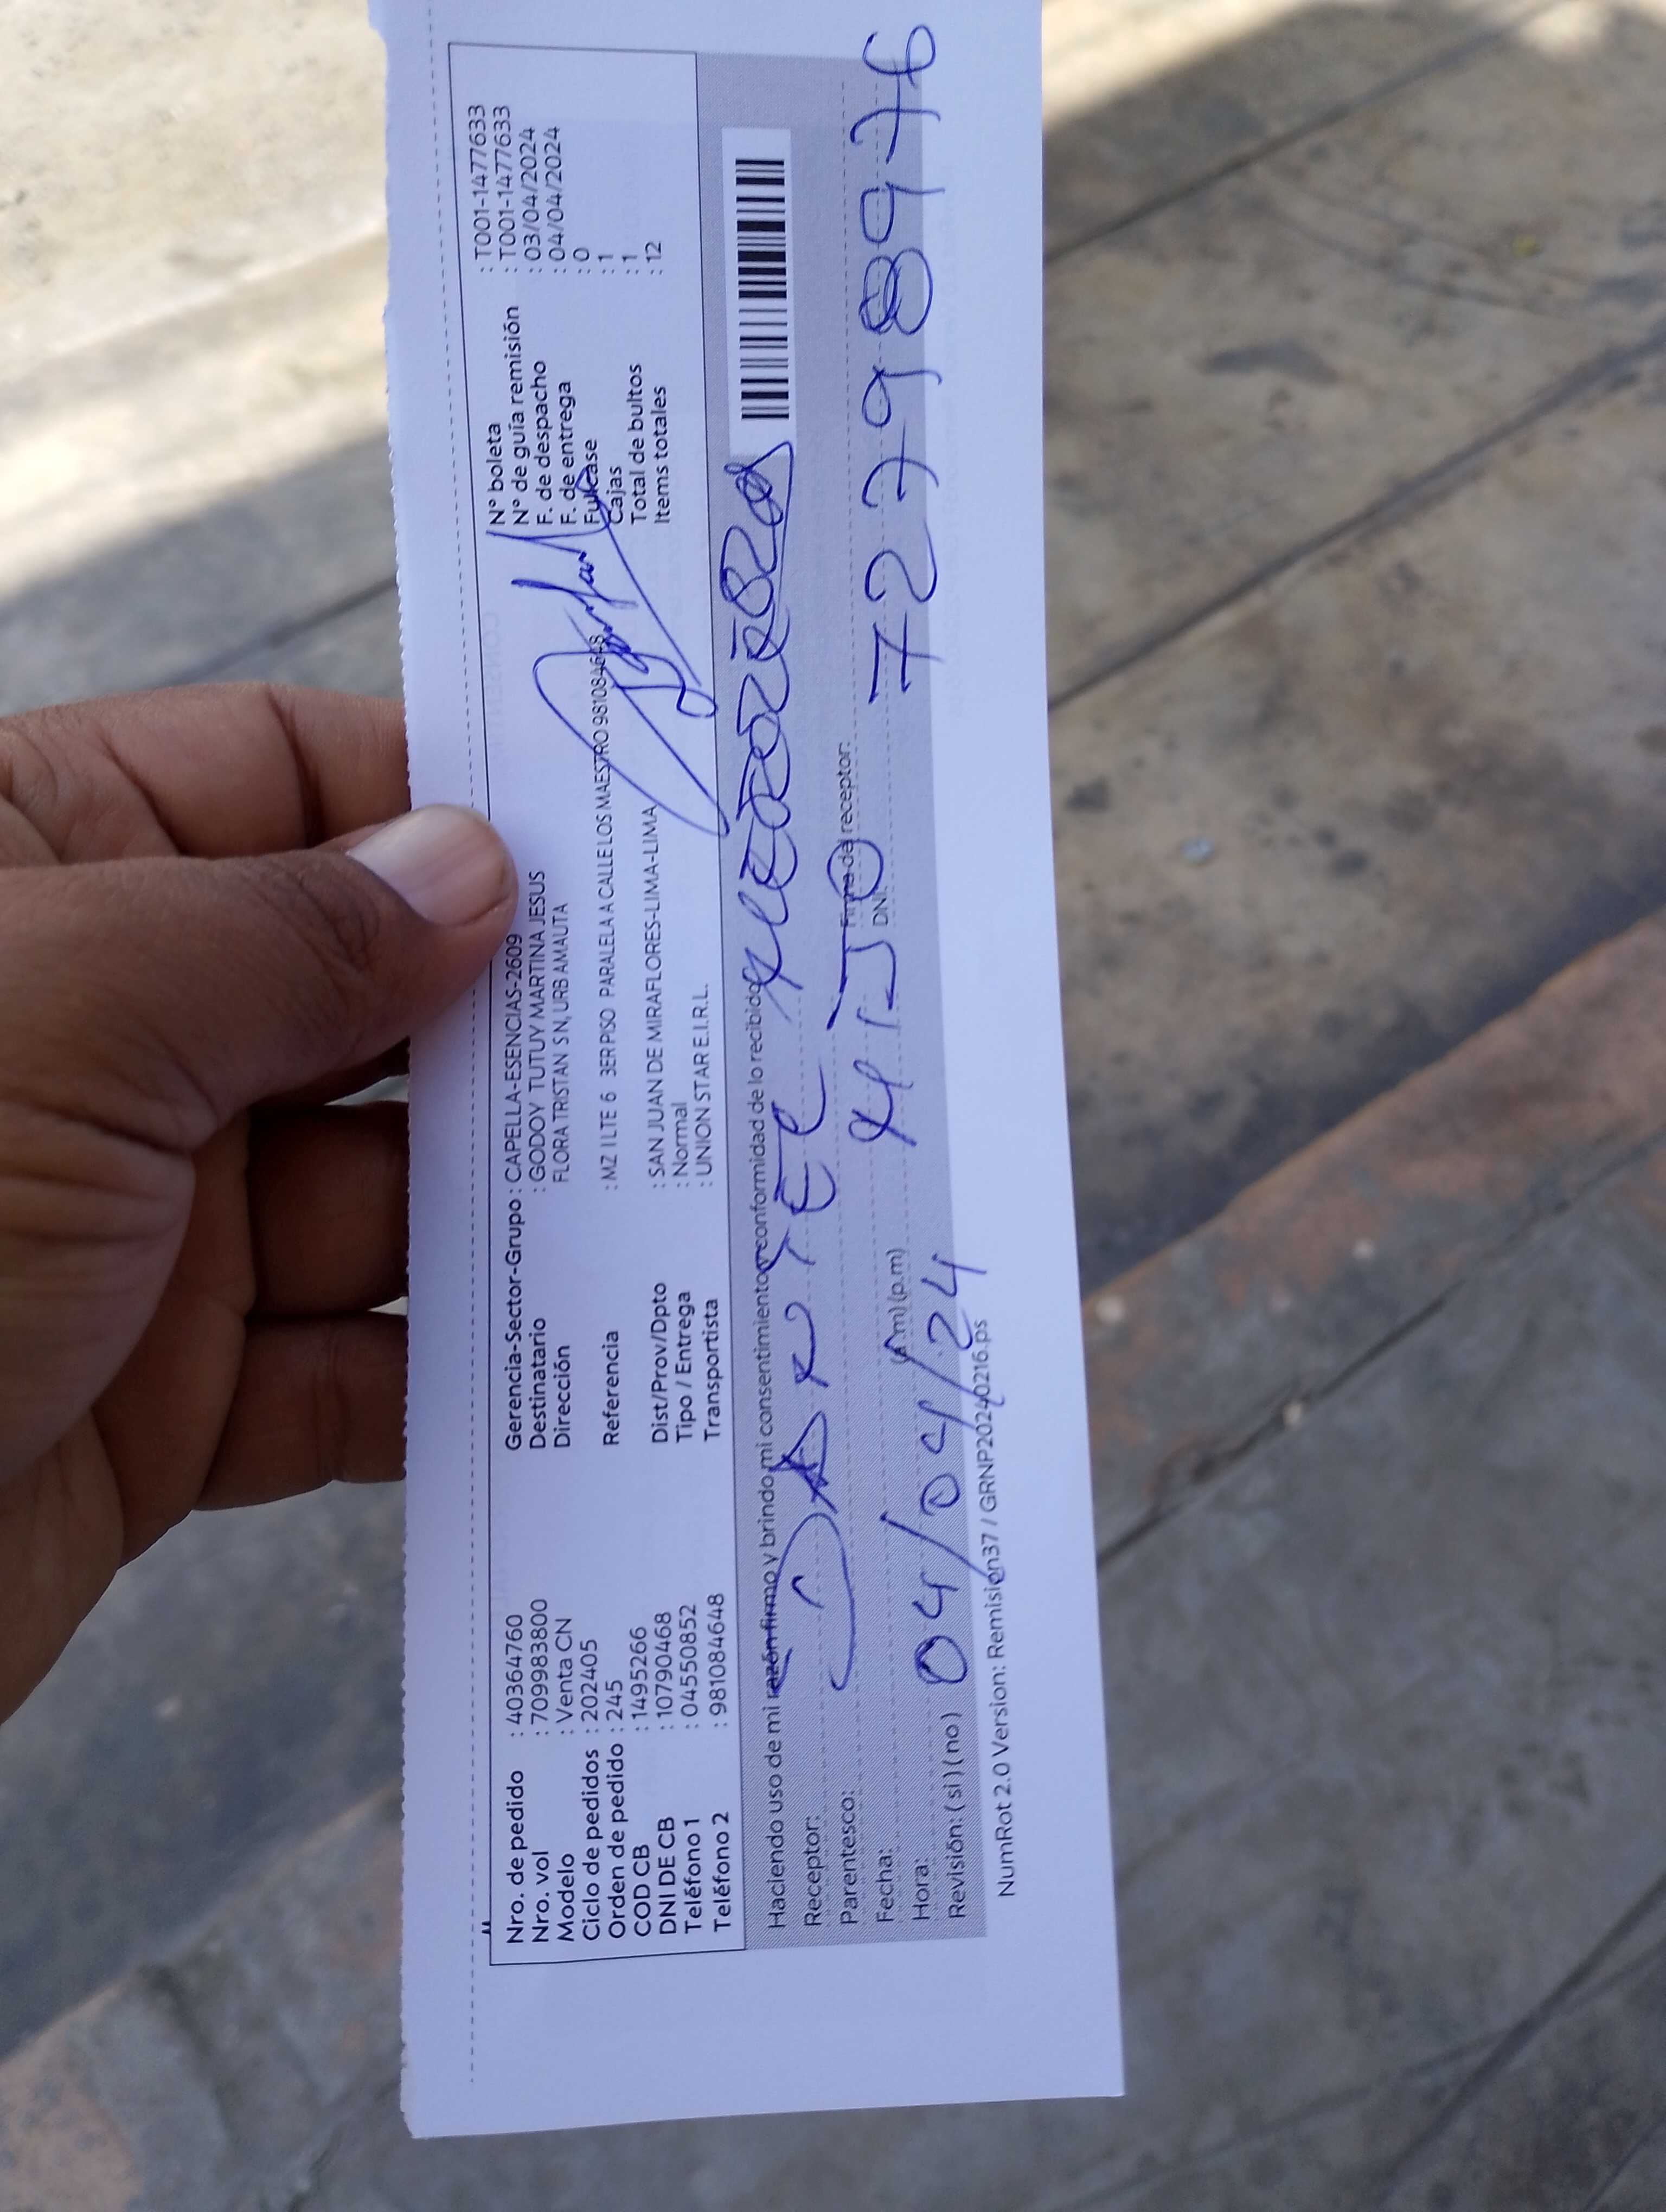 Nro. de pedido : 40364760
Nro. vol : 709983800
Modelo : Venta CN
Ciclo de pedidos : 202405
Orden de pedido : 245
COD CB : 1495266
DNI DE CB : 10790468
Teléfono 1 : 04550852
Teléfono 2 : 981084648
Gerencia-Sector-Grupo : CAPELLA-ESENCIAS-2609
Destinatario : GODOY TUTUY MARTINA JESUS
Dirección FLORA TRISTAN S N, URB AMAUTA
Referencia : MZ I LTE 6 3ER PISO PARALELA A CALLE LOS MAESTRO 981084648
Dist/Prov/Dpto : SAN JUAN DE MIRAFLORES-LIMA-LIMA
Tipo / Entrega : Normal
Transportista : UNION STAR E.I.R.L.
N° boleta : T001-1477633
N° de guía remisión : T001-1477633
F. de despacho : 03/04/2024
F. de entrega : 04/04/2024
Fullcase : 0
Cajas : 1
Total de bultos : 1
Items totales : 12
Haciendo uso de mi razón firmo y brindo mi consentimiento y conformidad de lo recibido
Receptor:
Parentesco: HIJO Firma del receptor:
Fecha: 04/04/24 (a.m) (p.m) DNI: 72798976
Hora:
Revisión: ( si ) ( no )
NumRot 2.0 Version: Remision37 / GRNP20240216.ps